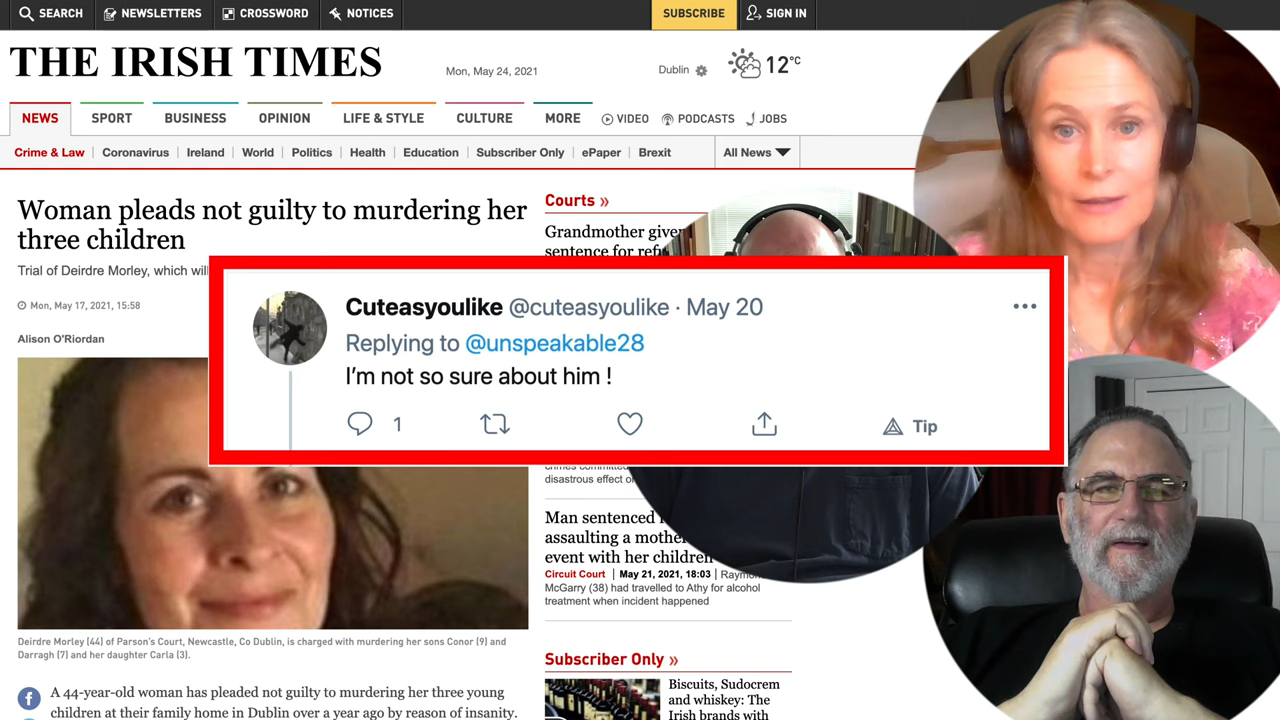 SEARCH
NEWSLETTERS
CROSSWORD
NOTICES
SUBSCRIBE
SIGN IN
THE IRISH TIMES
Mon, May 24, 2021
Dublin
12°C
NEWS
SPORT
BUSINESS
OPINION
LIFE & STYLE
CULTURE
MORE
VIDEO
PODCASTS
JOBS
Crime & Law
Coronavirus
Ireland
World
Politics
Health
Education
Subscriber Only
ePaper
Brexit
All News
Woman pleads not guilty to murdering her
three children
Trial of Deirdre Morley, which wil
Mon, May 17, 2021, 15:58
Alison O'Riordan
Courts »
Grandmother given
sentence for
Cuteasyoulike @cuteasyoulike · May 20
Replying to @unspeakable28
I'm not so sure about him !
1
Tip
crimes committed
disastrous effect
Man sentenced
assaulting a mothe
event with her children
Circuit Court | May 21, 2021, 18:03 | Raymo
McGarry (38) had travelled to Athy for alcohol
treatment when incident happened
Deirdre Morley (44) of Parson's Court, Newcastle, Co Dublin, is charged with murdering her sons Conor (9) and
Darragh (7) and her daughter Carla (3).
A 44-year-old woman has pleaded not guilty to murdering her three young
children at their family home in Dublin over a year ago by reason of insanity.
Subscriber Only »
Biscuits, Sudocrem
and whiskey: The
Irish brands with